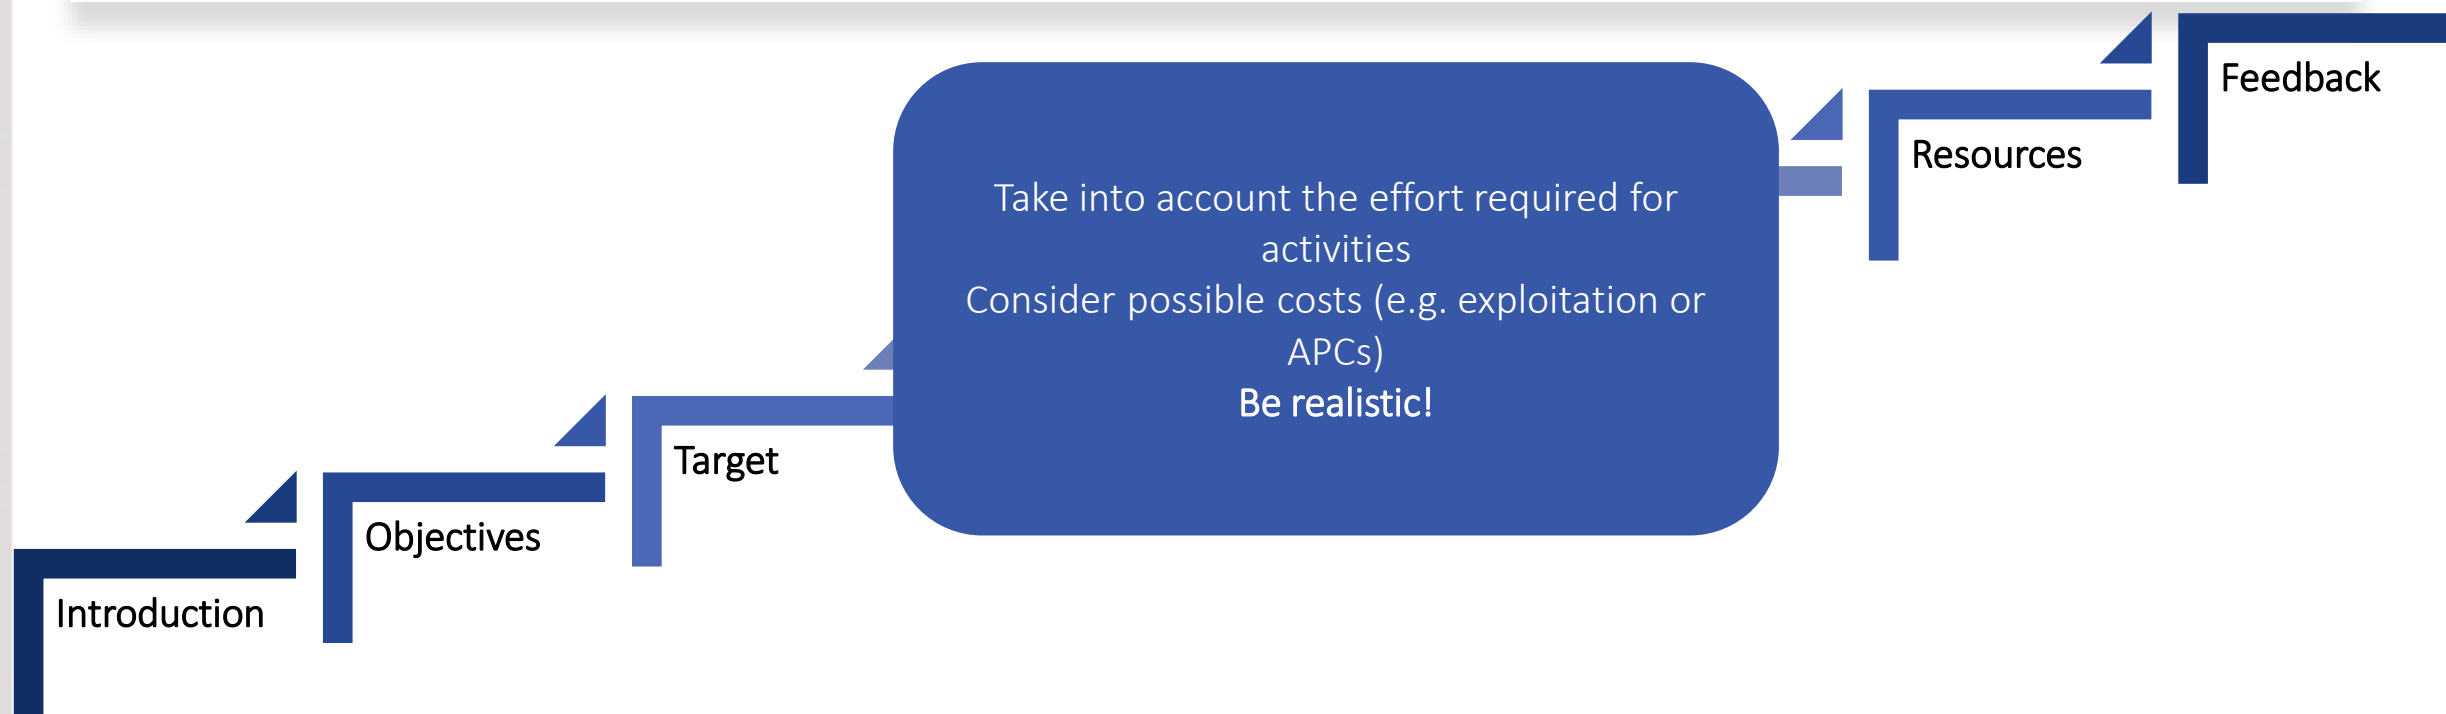 Feedback
Resources
Take into account the effort required for
activities
Consider possible costs (e.g. exploitation or
APCs)
Be realistic!
Target
Objectives
Introduction